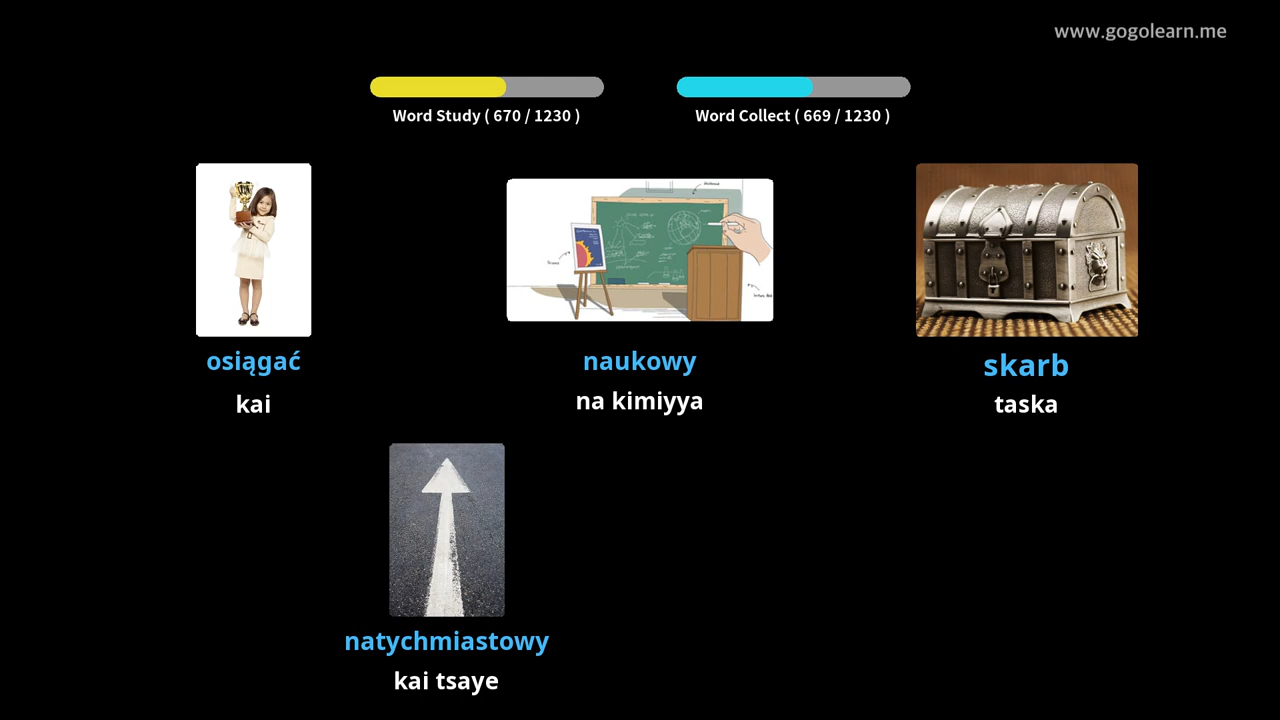 www.gogolearn.me
Word Study ( 670 / 1230 )
Word Collect ( 669 / 1230 )
osiągać
kai
naukowy
na kimiyya
skarb
taska
natychmiastowy
kai tsaye